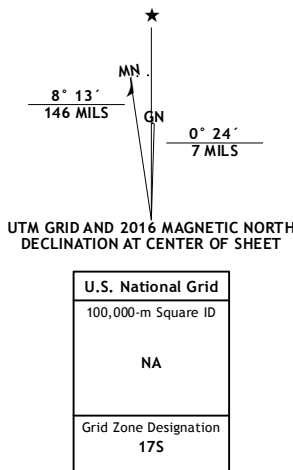 ★
MN
GN
8° 13´
146 MILS
0° 24´
7 MILS
UTM GRID AND 2016 MAGNETIC NORTH
DECLINATION AT CENTER OF SHEET
U.S. National Grid
100,000-m Square ID
NA
Grid Zone Designation
17S